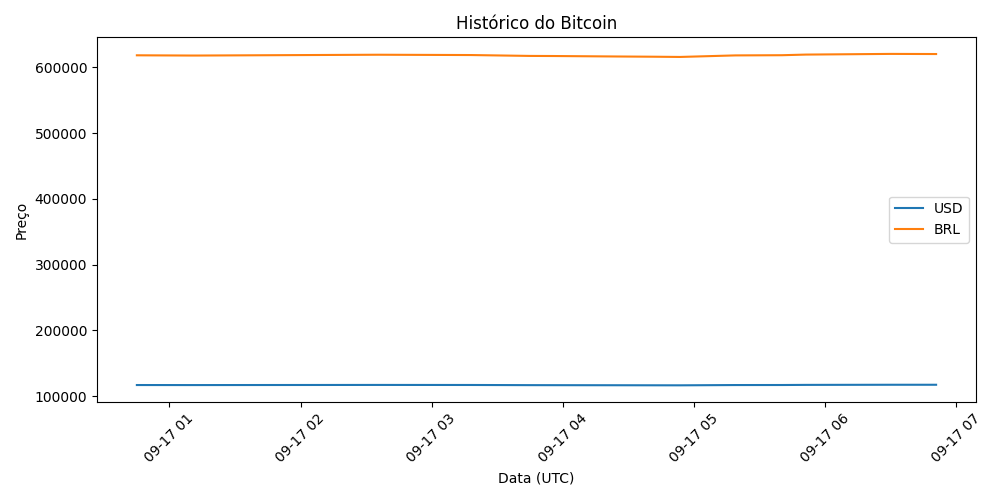 Histórico do Bitcoin
Preço
600000
500000
400000
300000
200000
100000
USD
BRL
09-17 01
09-17 02
09-17 03
09-17 04
09-17 05
09-17 06
09-17 07
Data (UTC)